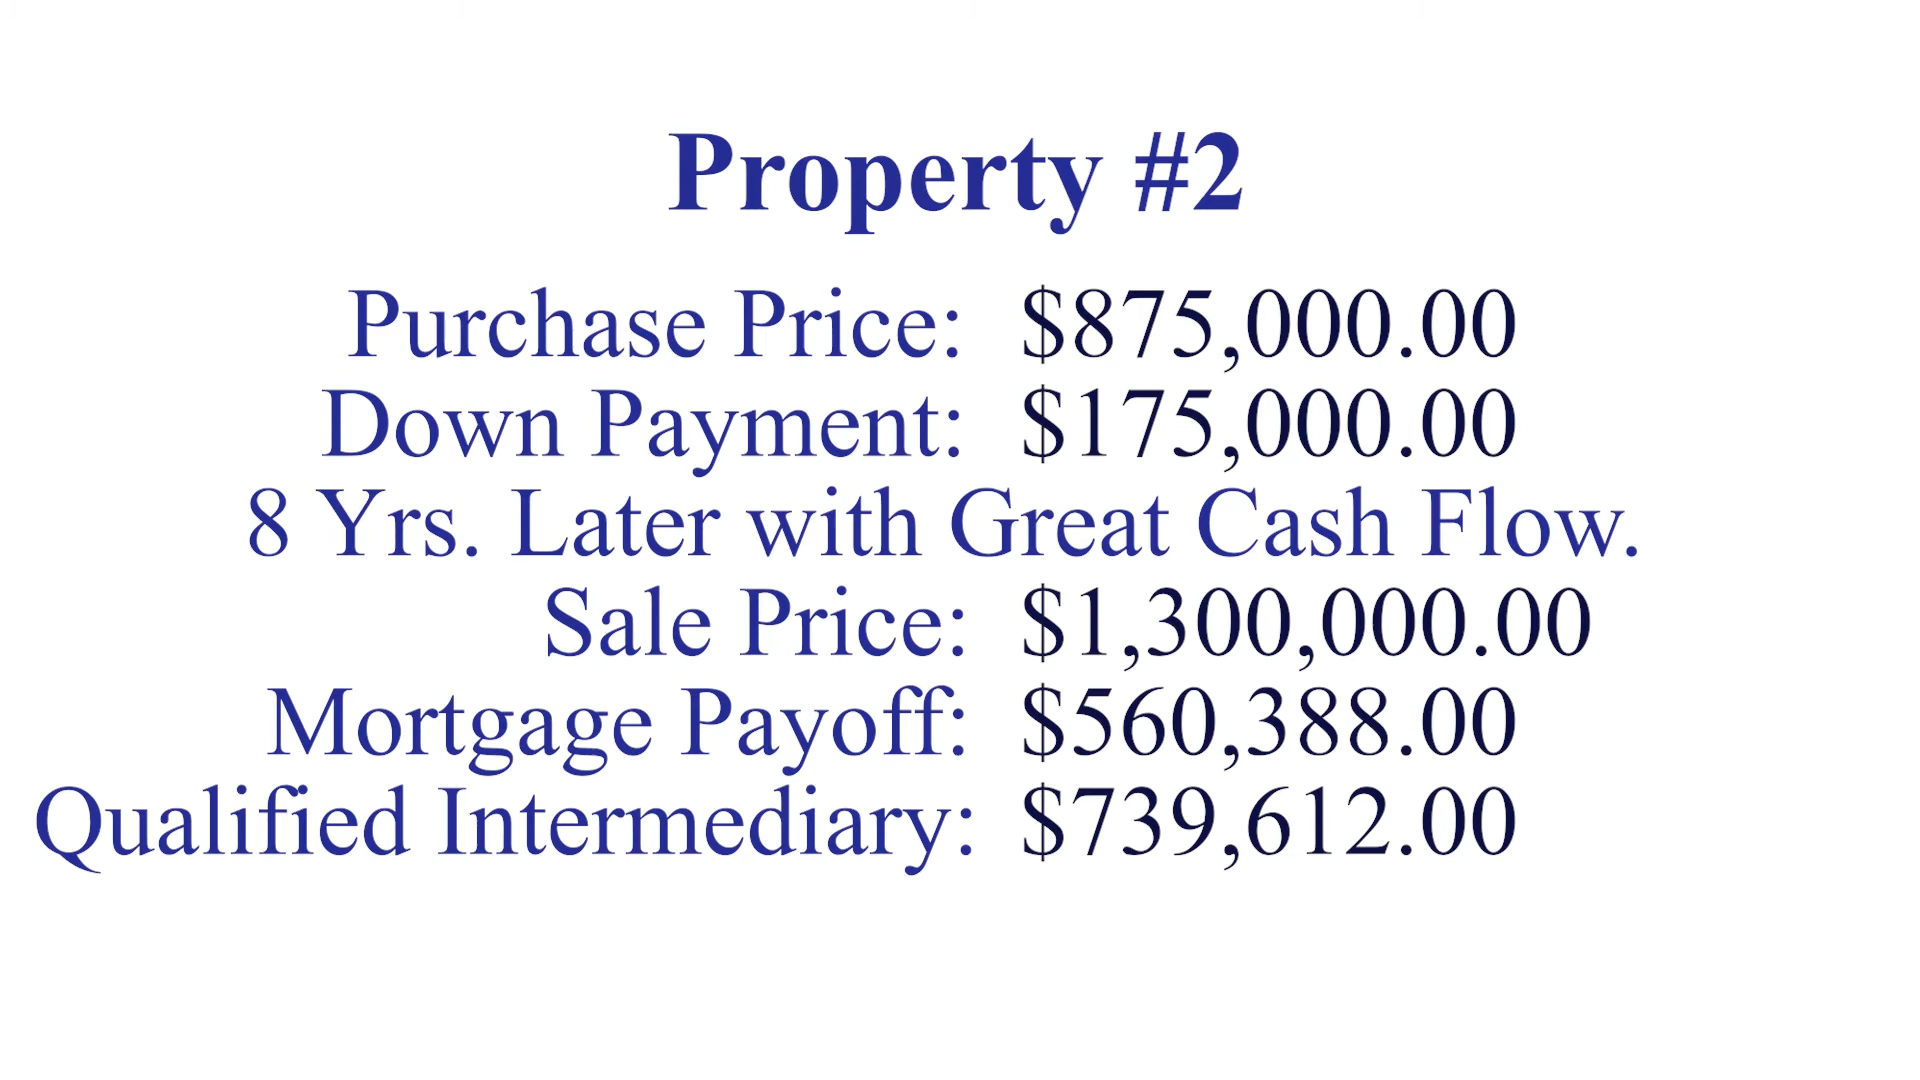 Property #2
Purchase Price: $875,000.00
Down Payment: $175,000.00
8 Yrs. Later with Great Cash Flow.
Sale Price: $1,300,000.00
Mortgage Payoff: $560,388.00
Qualified Intermediary: $739,612.00